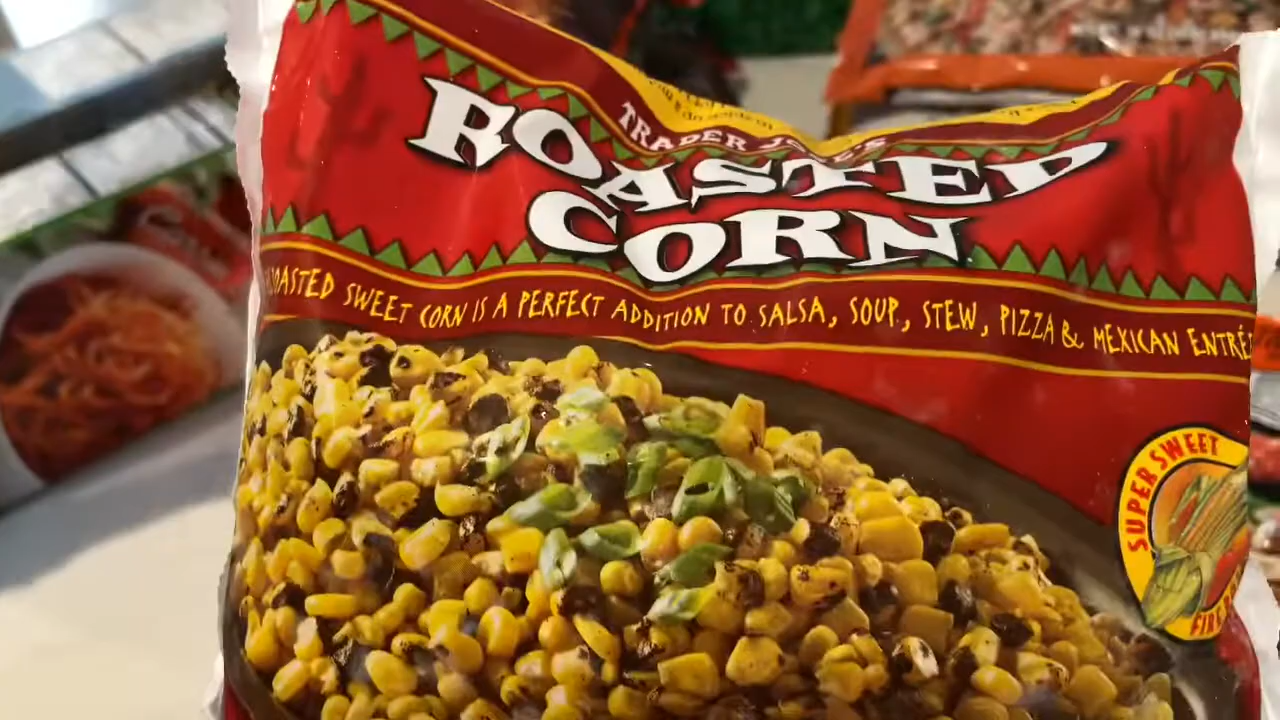 TRADER JOE'S
ROASTED
CORN
ROASTED SWEET CORN IS A PERFECT ADDITION TO SALSA, SOUP, STEW, PIZZA & MEXICAN ENTRÉ
SUPER SWEET
FIRE